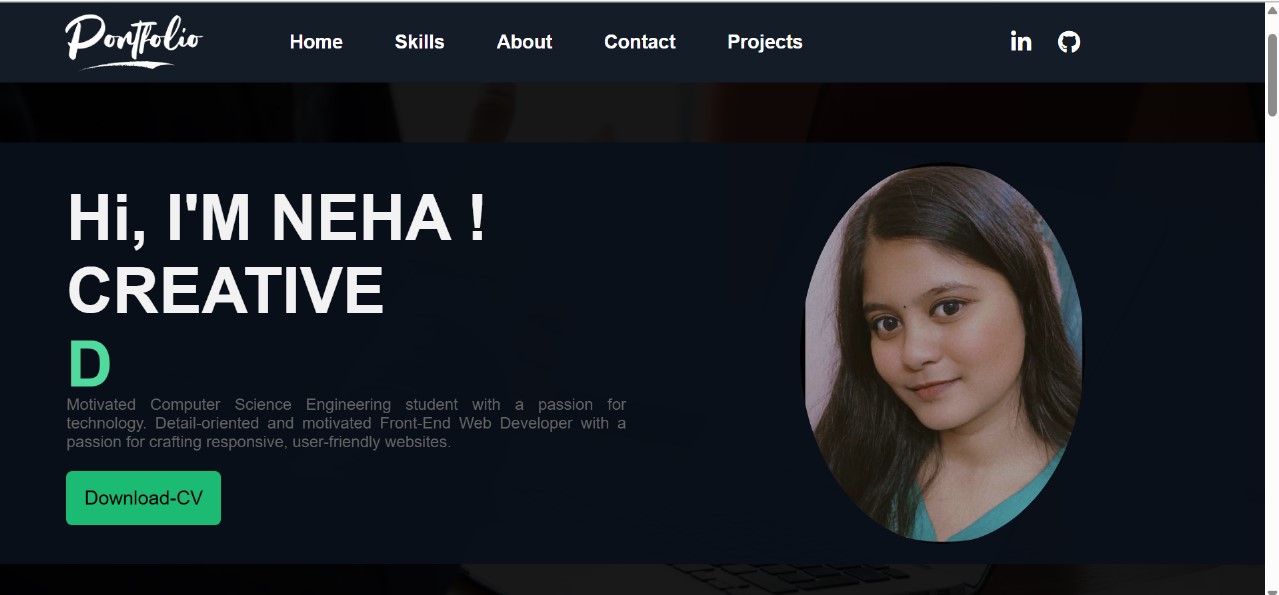 Portfolio
Home Skills About Contact Projects
in
Hi, I'M NEHA !
CREATIVE
D
Motivated Computer Science Engineering student with a passion for
technology. Detail-oriented and motivated Front-End Web Developer with a
passion for crafting responsive, user-friendly websites.
Download-CV